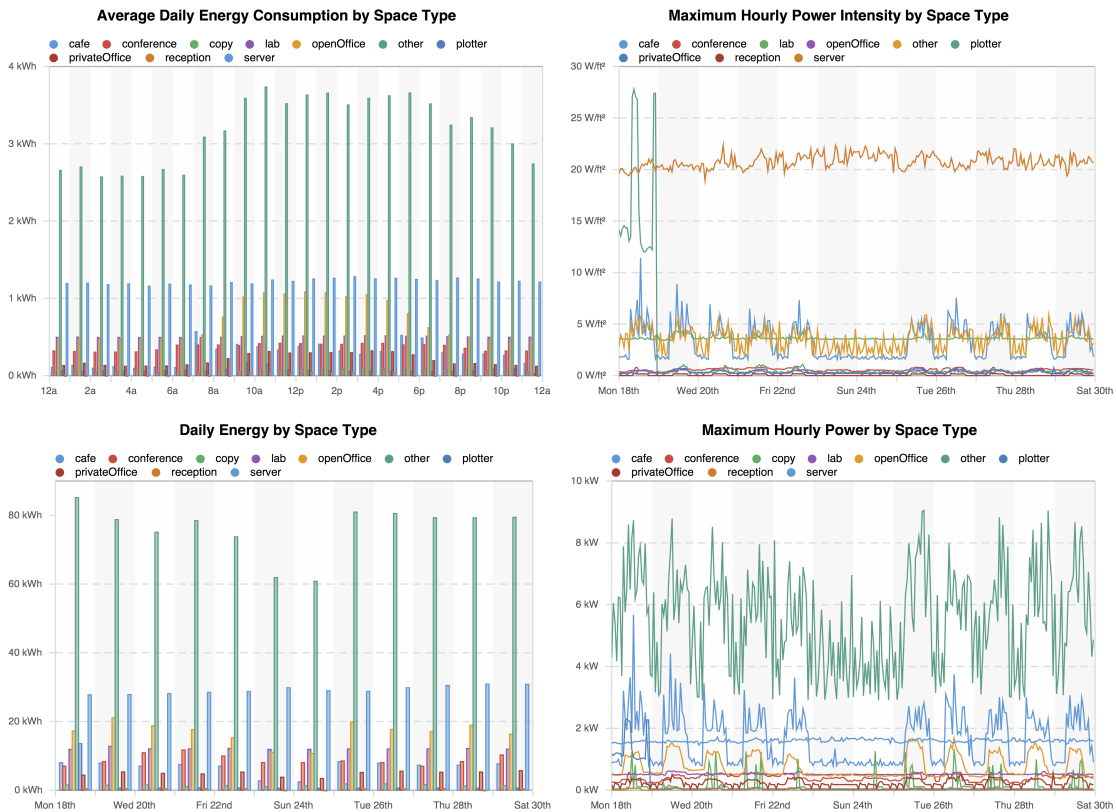 Average Daily Energy Consumption by Space Type
cafe conference copy lab openOffice other plotter
privateOffice reception server
4 kWh
3 kWh
2 kWh
1 kWh
0 kWh
12a 2a 4a 6a 8a 10a 12p 2p 4p 6p 8p 10p 12a
Maximum Hourly Power Intensity by Space Type
cafe conference lab openOffice other plotter
privateOffice reception server
30 W/ft²
25 W/ft²
20 W/ft²
15 W/ft²
10 W/ft²
5 W/ft²
0 W/ft²
Mon 18th Wed 20th Fri 22nd Sun 24th Tue 26th Thu 28th Sat 30th
Daily Energy by Space Type
cafe conference copy lab openOffice other plotter
privateOffice reception server
80 kWh
60 kWh
40 kWh
20 kWh
0 kWh
Mon 18th Wed 20th Fri 22nd Sun 24th Tue 26th Thu 28th Sat 30th
Maximum Hourly Power by Space Type
cafe conference copy lab openOffice other plotter
privateOffice reception server
10 kW
8 kW
6 kW
4 kW
2 kW
0 kW
Mon 18th Wed 20th Fri 22nd Sun 24th Tue 26th Thu 28th Sat 30th